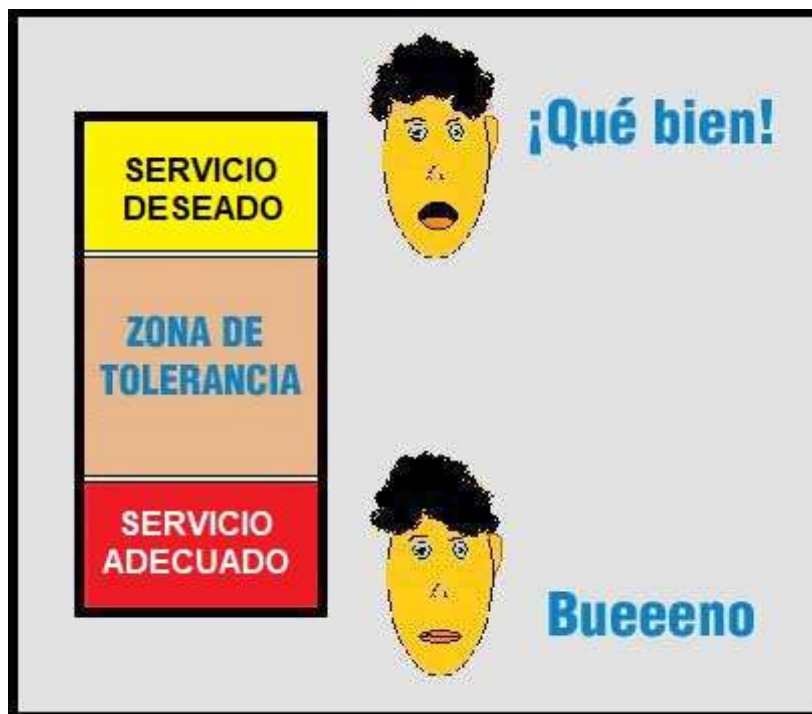 ¡Qué bien!
SERVICIO
DESEADO
ZONA DE
TOLERANCIA
SERVICIO
ADECUADO
Bueeeno